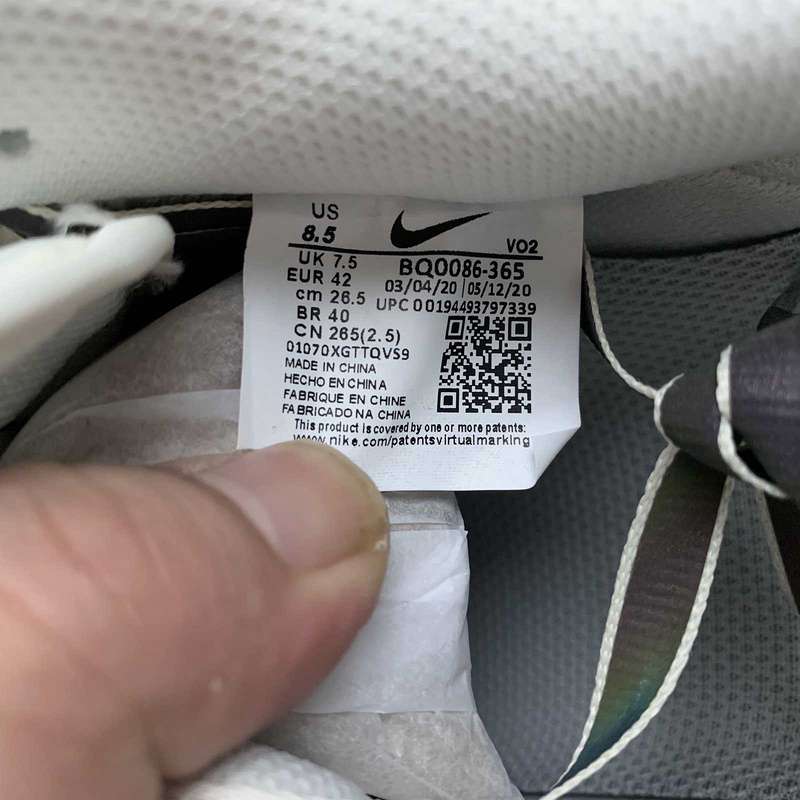 US
8.5
V02
UK 7.5
EUR 42
cm 26.5
BR 40
CN 265(2.5)
BQ0086-365
03/04/20 | 05/12/20
UPC 00194493797339
01070XGTTQVS9
MADE IN CHINA
HECHO EN CHINA
FABRIQUE EN CHINE
FABRICADO NA CHINA
This product is covered by one or more patents:
www.nike.com/patentsvirtualmarking